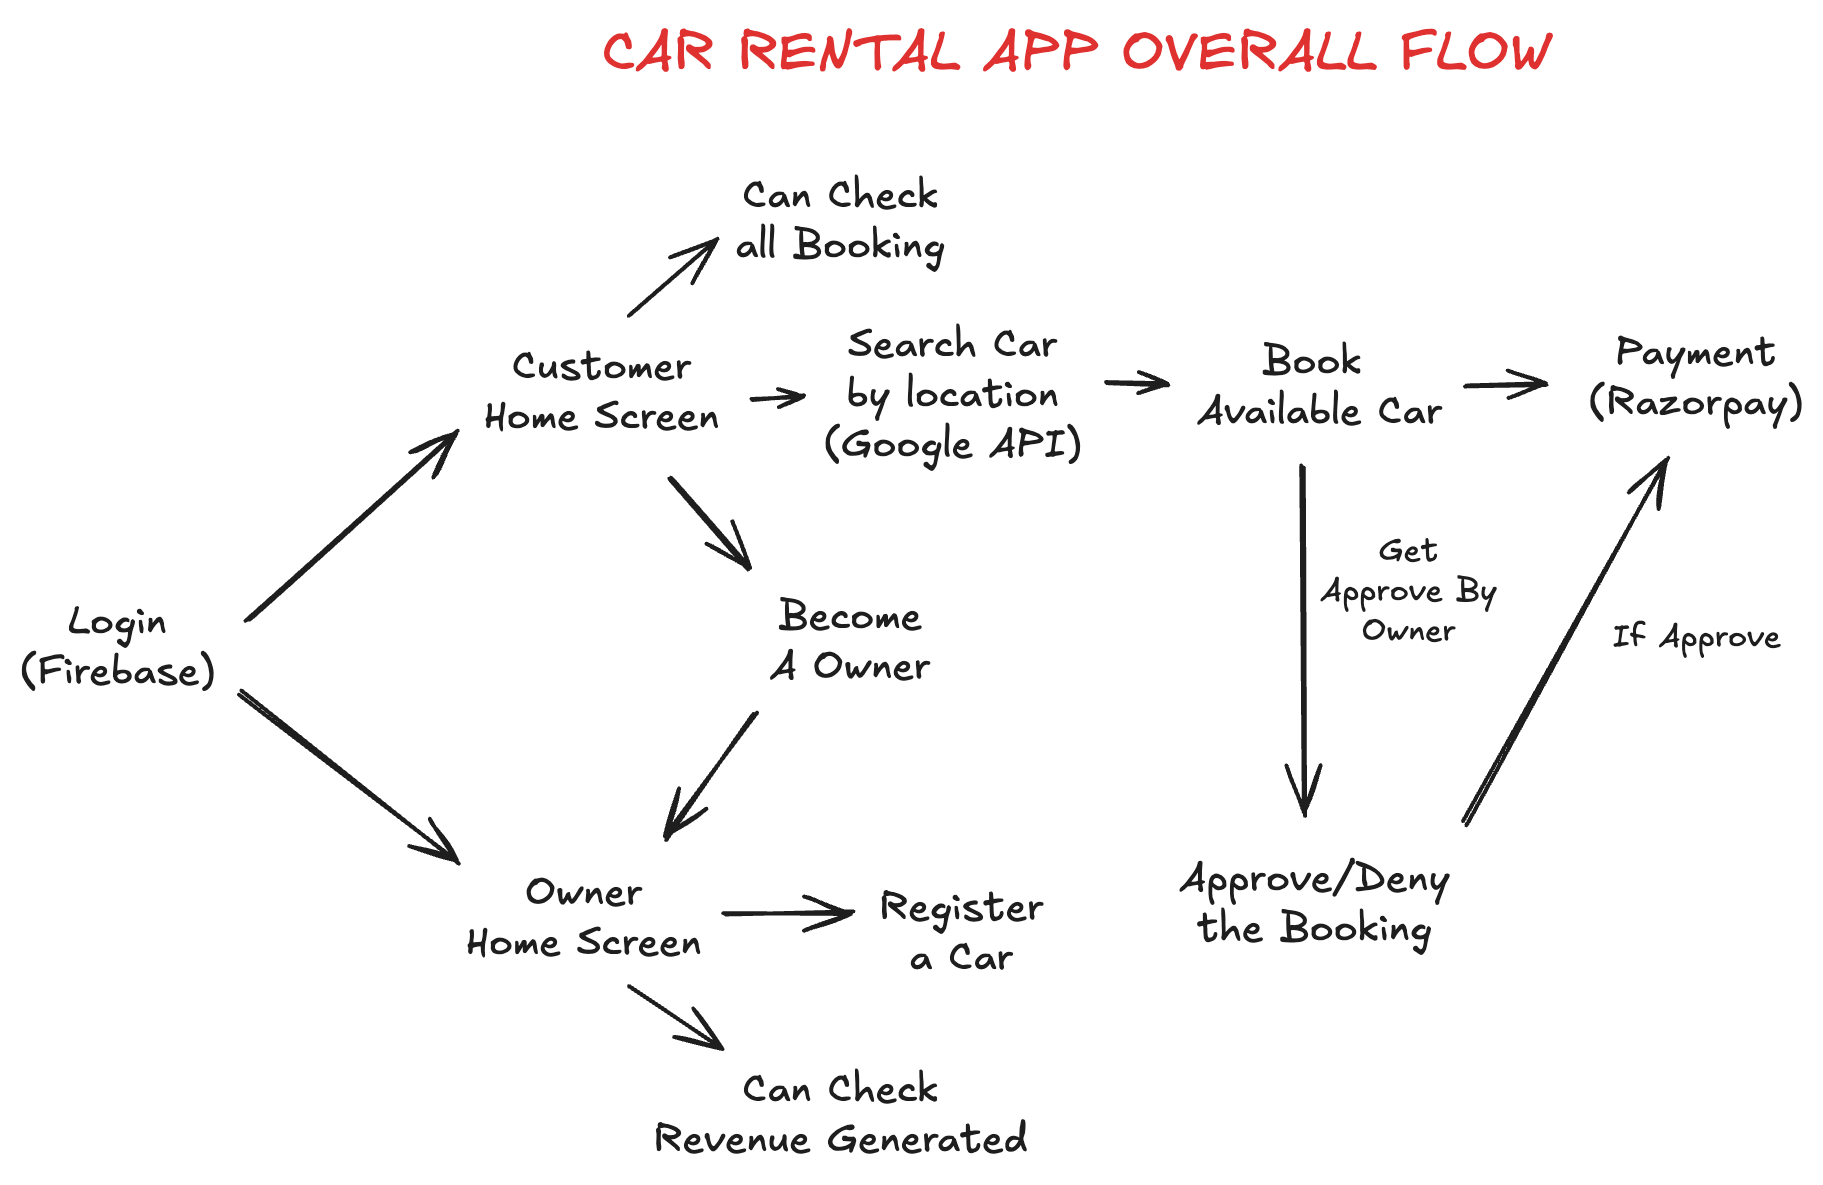 CAR RENTAL APP OVERALL FLOW
Can Check
all Booking
Customer
Home Screen
Search Car
by location
(Google API)
Book
Available Car
Payment
(Razorpay)
Get
Approve By
Owner
If Approve
Login
(Firebase)
Become
A Owner
Owner
Home Screen
Register
a Car
Approve/Deny
the Booking
Can Check
Revenue Generated